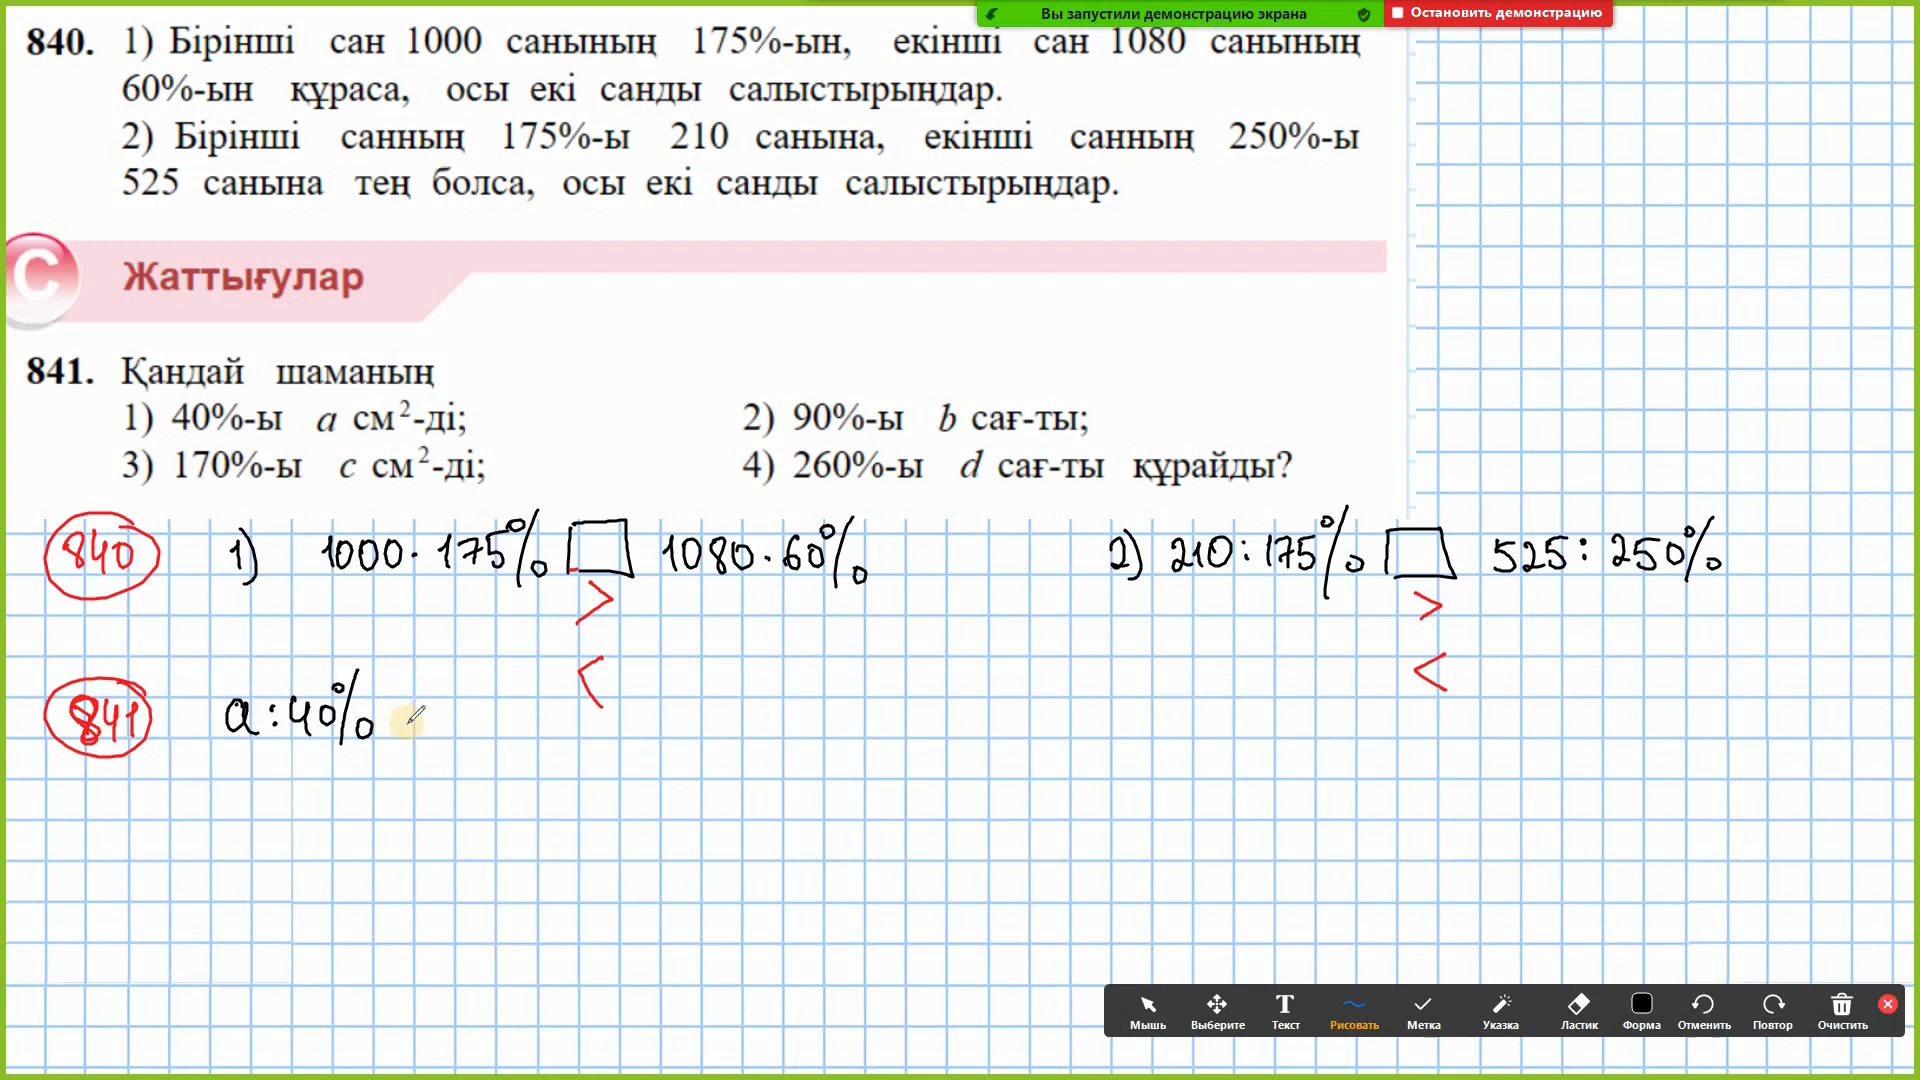 Вы запустили демонстрацию экрана Остановить демонстрацию
840. 1) Бірінші сан 1000 санының 175%-ын, екінші сан 1080 санының
60%-ын құраса, осы екі санды салыстырыңдар.
2) Бірінші санның 175%-ы 210 санына, екінші санның 250%-ы
525 санына тең болса, осы екі санды салыстырыңдар.
C Жаттығулар
841. Қандай шаманың
1) 40%-ы a см²-ді; 2) 90%-ы b сағ-ты;
3) 170%-ы c см²-ді; 4) 260%-ы d сағ-ты құрайды?
840 1) 1000 · 175% □ 1080 · 60% 2) 210 : 175% □ 525 : 250%
> >
< <
841 a : 40%
Мышь Выберите Текст Рисовать Метка Указка Ластик Форма Отменить Повтор Очистить